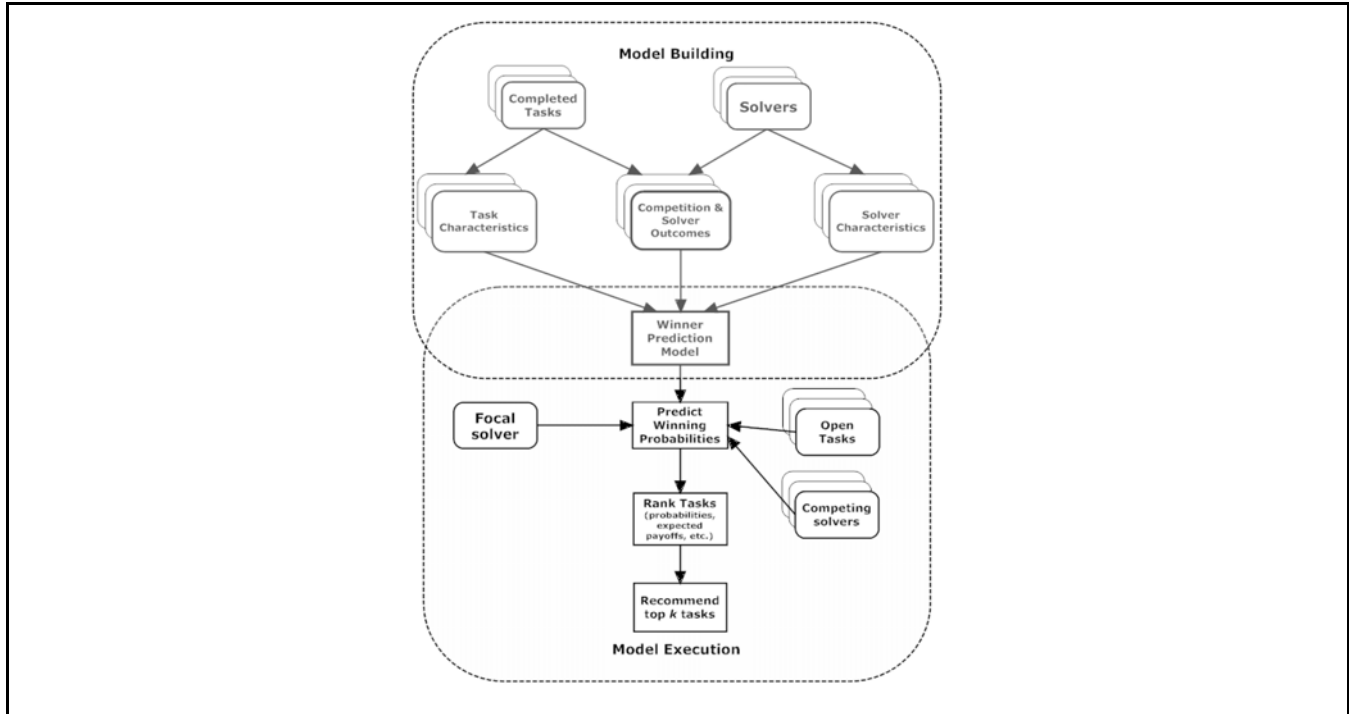 Model Building
Completed
Tasks
Solvers
Task
Characteristics
Competition &
Solver
Outcomes
Solver
Characteristics
Winner
Prediction
Model
Focal
solver
Predict
Winning
Probabilities
Open
Tasks
Competing
solvers
Rank Tasks
(probabilities,
expected
payoffs, etc.)
Recommend
top k tasks
Model Execution